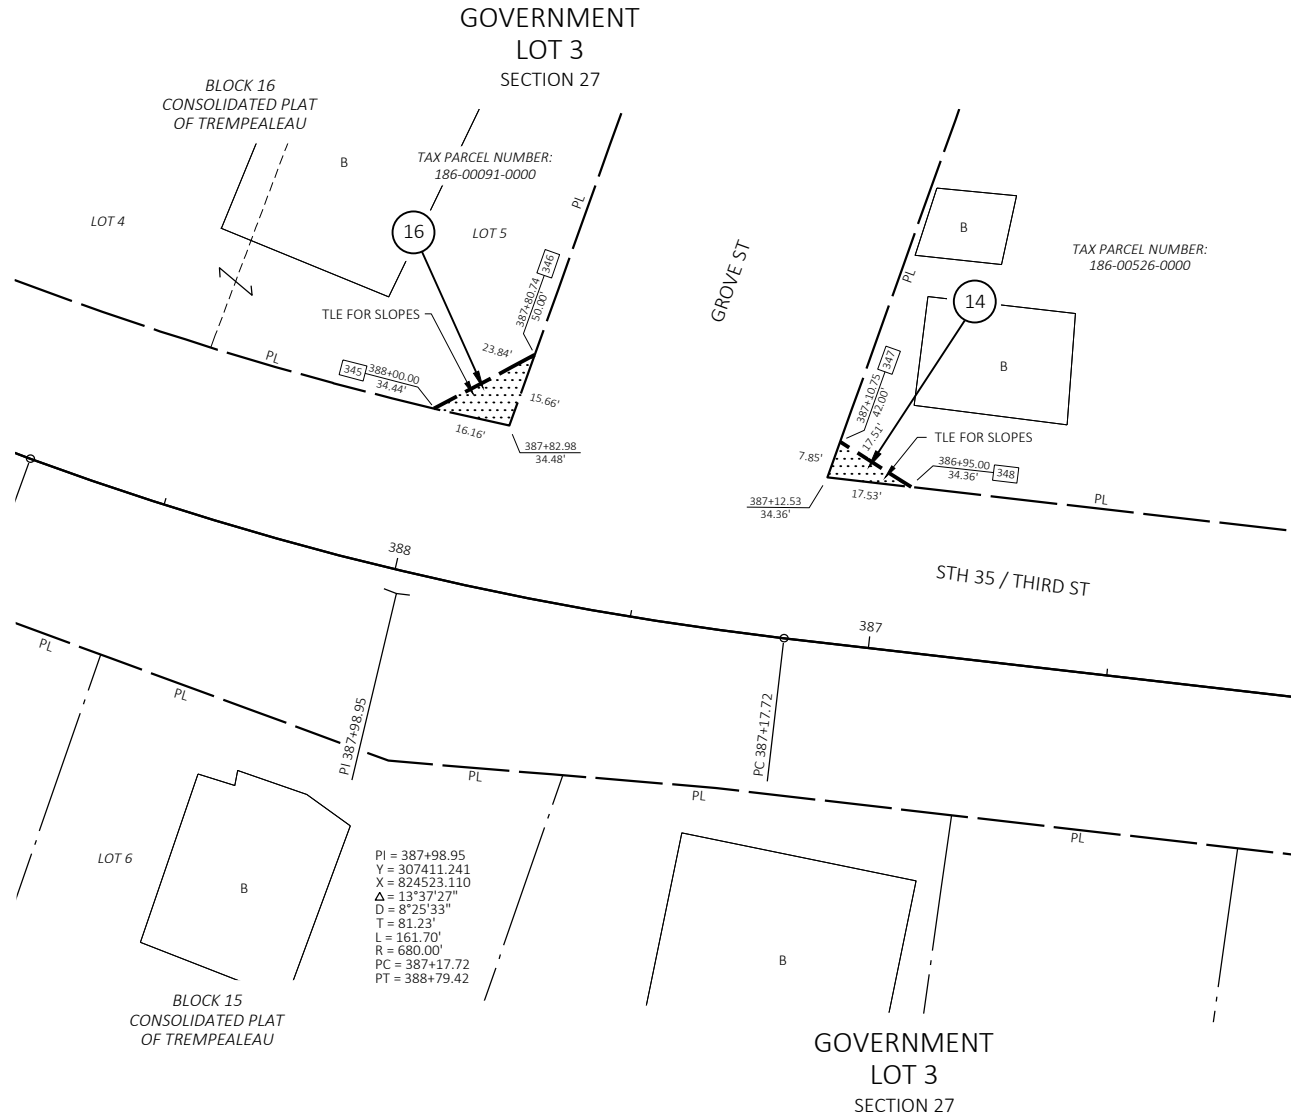 GOVERNMENT
LOT 3
SECTION 27
BLOCK 16
CONSOLIDATED PLAT
OF TREMPEALEAU
B
TAX PARCEL NUMBER:
186-00091-0000
LOT 4
16
LOT 5
PL
TLE FOR SLOPES
346
387+80.74
50.00'
23.84'
PL
345
388+00.00
34.44'
15.66'
16.16'
387+82.98
34.48'
GROVE ST
B
PL
TAX PARCEL NUMBER:
186-00526-0000
14
B
347
387+10.75
42.00'
17.51'
TLE FOR SLOPES
7.85'
386+95.00
34.36'
348
17.53'
387+12.53
34.36'
PL
STH 35 / THIRD ST
388
387
PL
PL
PI 387+98.95
PC 387+17.72
PL
PL
PL
LOT 6
B
PI = 387+98.95
Y = 307411.241
X = 824523.110
Δ = 13°37'27"
D = 8°25'33"
T = 81.23'
L = 161.70'
R = 680.00'
PC = 387+17.72
PT = 388+79.42
B
BLOCK 15
CONSOLIDATED PLAT
OF TREMPEALEAU
GOVERNMENT
LOT 3
SECTION 27